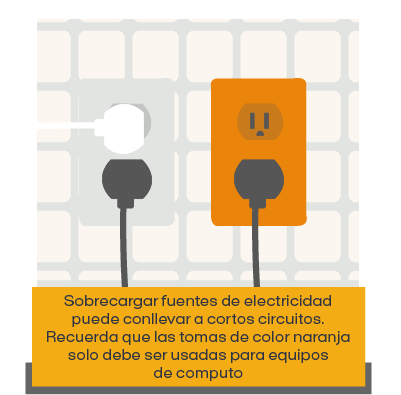 Sobrecargar fuentes de electricidad
puede conllevar a cortos circuitos.
Recuerda que las tomas de color naranja
solo debe ser usadas para equipos
de computo